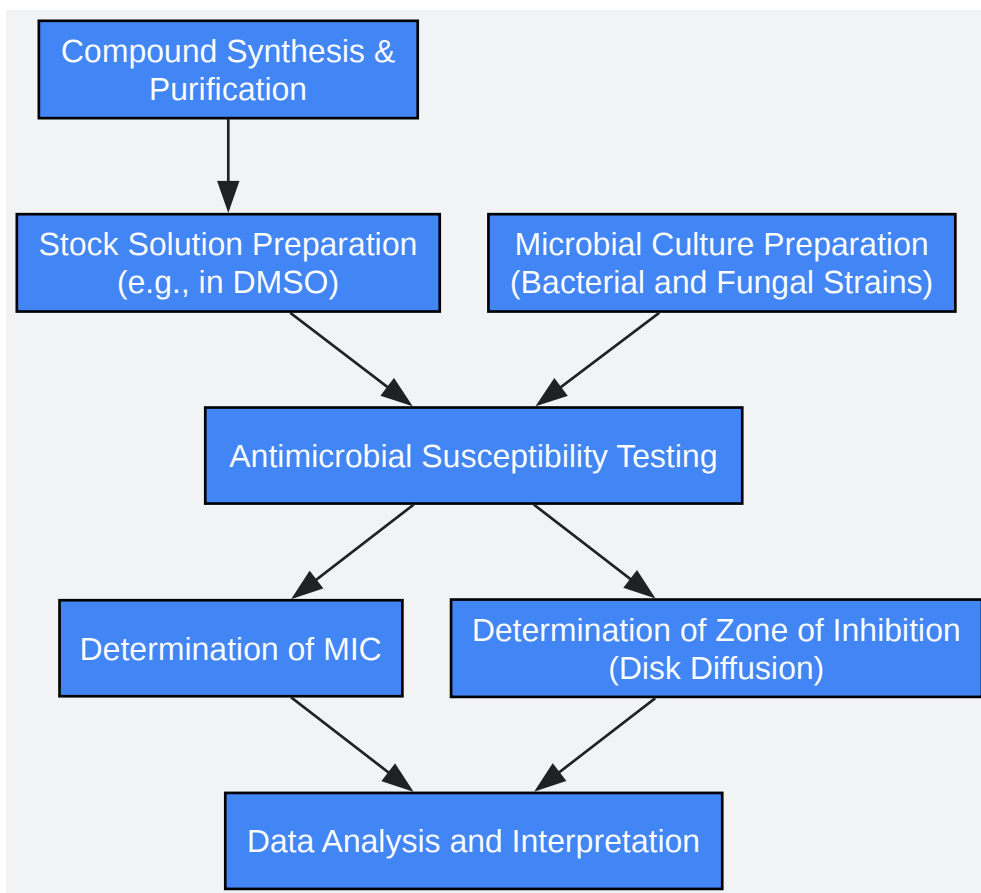 Compound Synthesis &
Purification
Stock Solution Preparation
(e.g., in DMSO)
Microbial Culture Preparation
(Bacterial and Fungal Strains)
Antimicrobial Susceptibility Testing
Determination of MIC
Determination of Zone of Inhibition
(Disk Diffusion)
Data Analysis and Interpretation